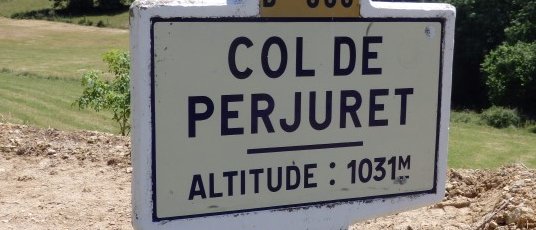 COL DE
PERJURET
ALTITUDE : 1031M